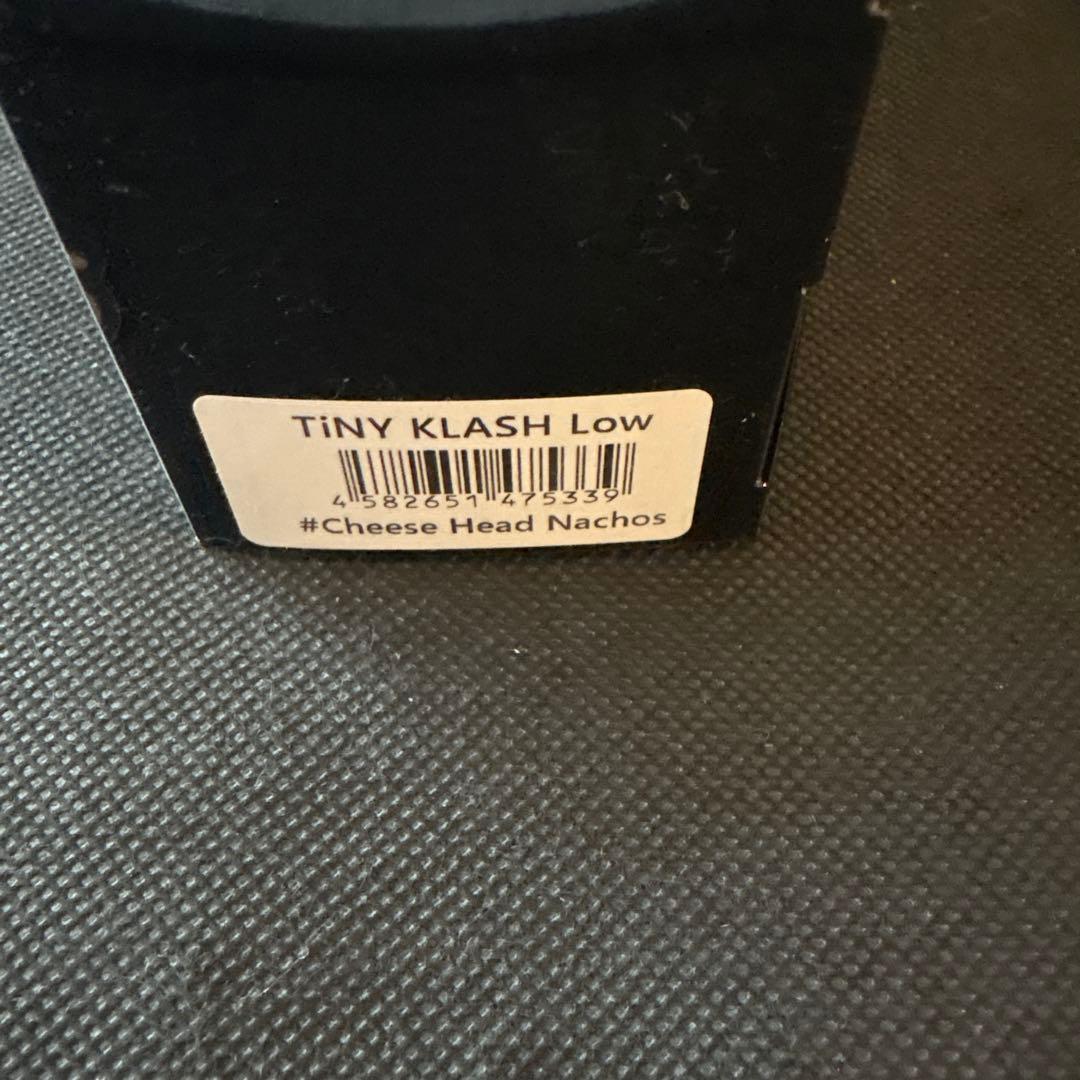 TiNY KLASH Low
4 582651 475339
#Cheese Head Nachos